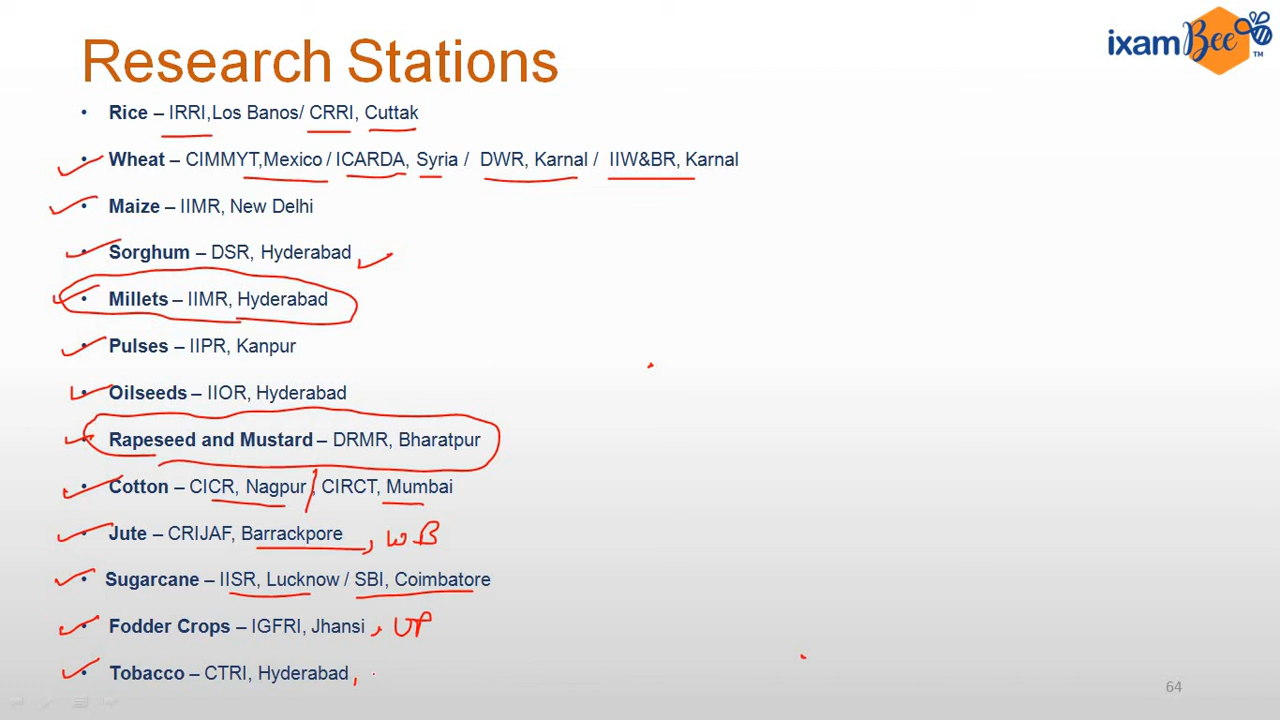 ixamBee™
Research Stations
• Rice – IRRI,Los Banos/ CRRI, Cuttak
• Wheat – CIMMYT,Mexico / ICARDA, Syria / DWR, Karnal / IIW&BR, Karnal
• Maize – IIMR, New Delhi
• Sorghum – DSR, Hyderabad
• Millets – IIMR, Hyderabad
• Pulses – IIPR, Kanpur
• Oilseeds – IIOR, Hyderabad
• Rapeseed and Mustard – DRMR, Bharatpur
• Cotton – CICR, Nagpur , CIRCT, Mumbai
• Jute – CRIJAF, Barrackpore , WB
• Sugarcane – IISR, Lucknow / SBI, Coimbatore
• Fodder Crops – IGFRI, Jhansi , UP
• Tobacco – CTRI, Hyderabad ,
64